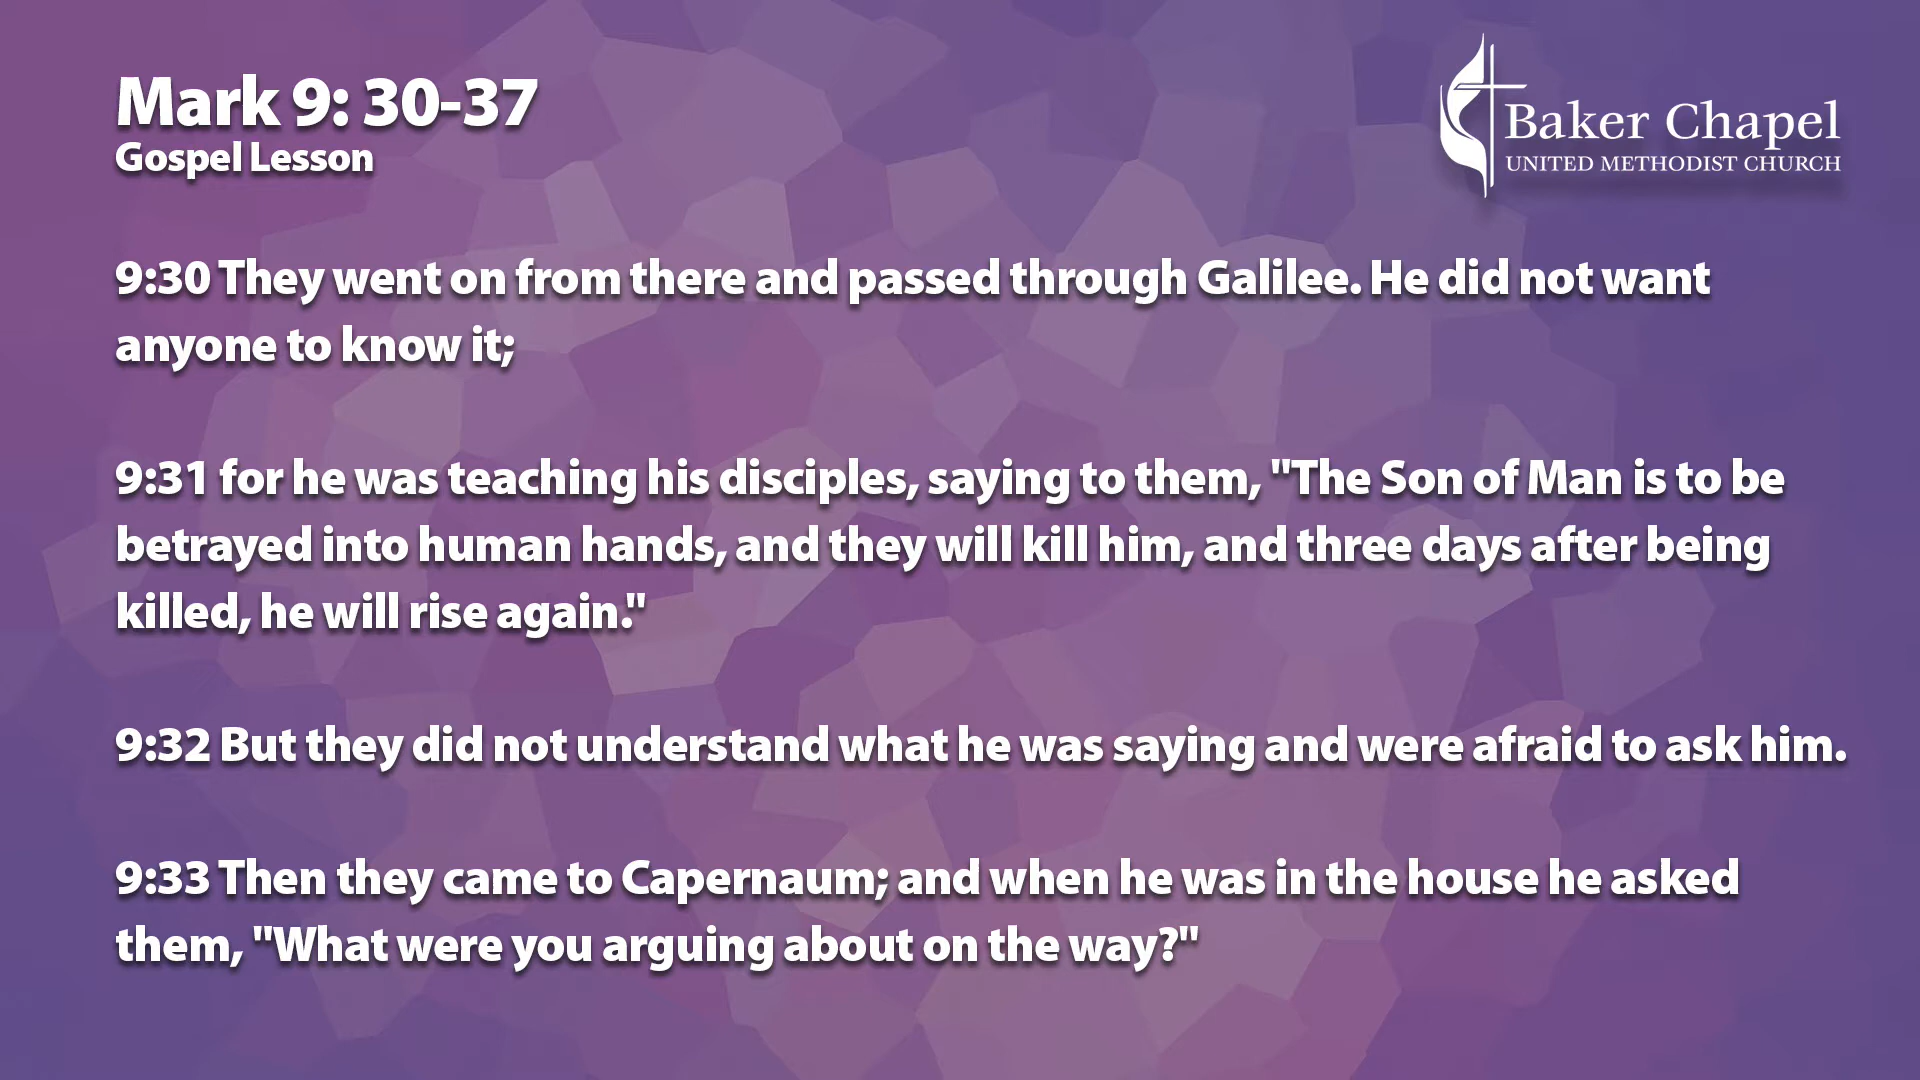 Mark 9: 30-37
Gospel Lesson
Baker Chapel
UNITED METHODIST CHURCH
9:30 They went on from there and passed through Galilee. He did not want
anyone to know it;
9:31 for he was teaching his disciples, saying to them, "The Son of Man is to be
betrayed into human hands, and they will kill him, and three days after being
killed, he will rise again."
9:32 But they did not understand what he was saying and were afraid to ask him.
9:33 Then they came to Capernaum; and when he was in the house he asked
them, "What were you arguing about on the way?"